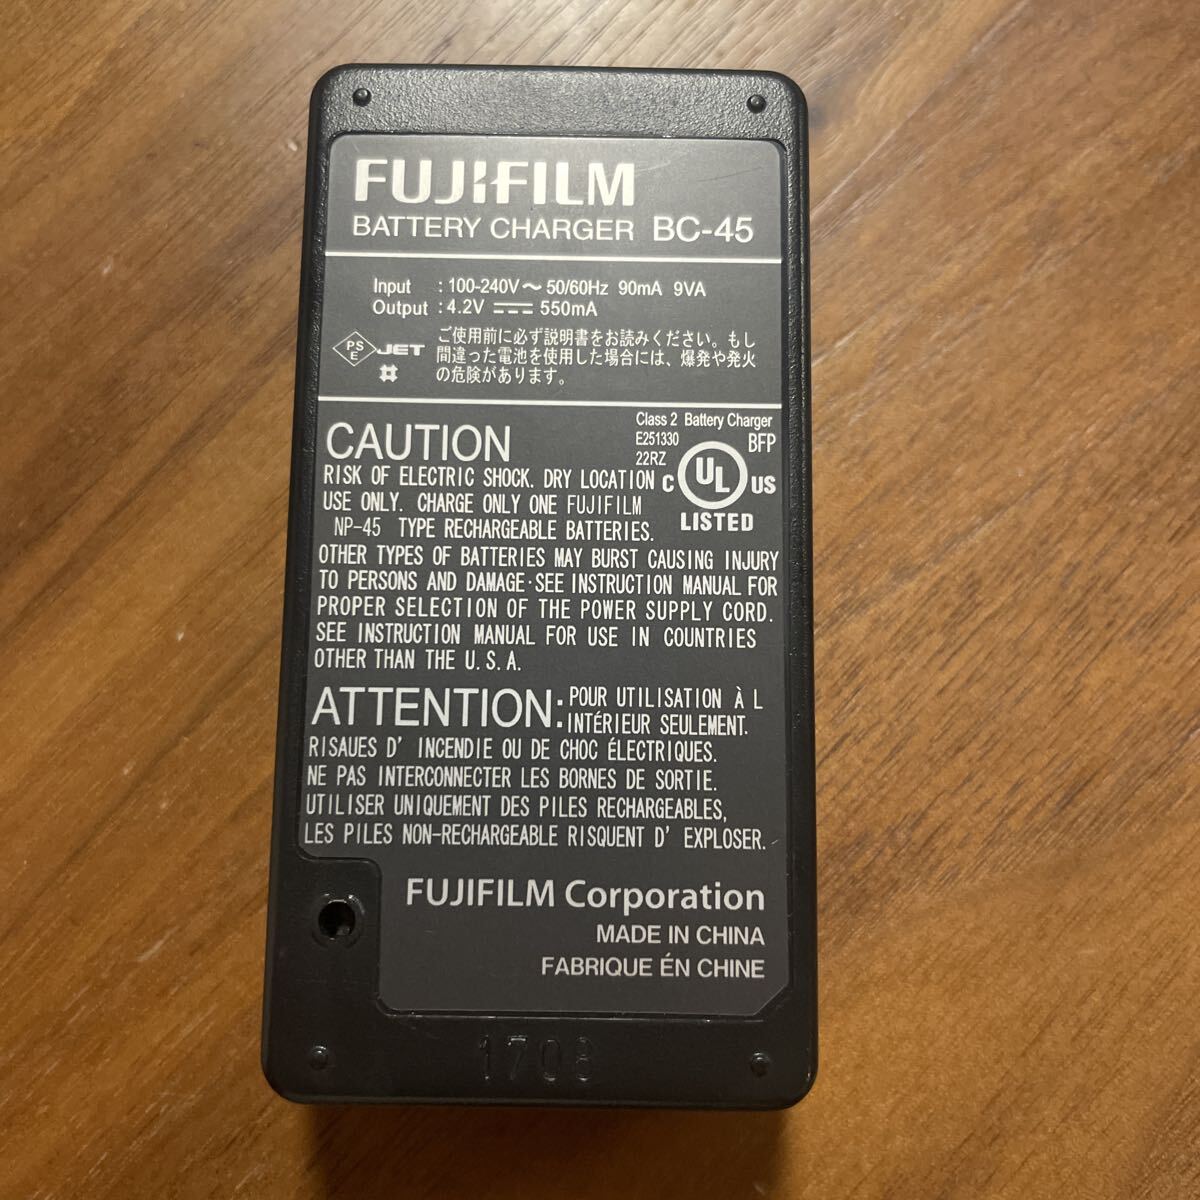 FUJIFILM
BATTERY CHARGER BC-45
Input : 100-240V〜 50/60Hz 90mA 9VA
Output : 4.2V ⎓ 550mA
PS
E
JET
ご使用前に必ず説明書をお読みください。もし
間違った電池を使用した場合には、爆発や発火
の危険があります。
Class 2 Battery Charger
E251330
BFP
22RZ
C UL US
LISTED
CAUTION
RISK OF ELECTRIC SHOCK. DRY LOCATION
USE ONLY. CHARGE ONLY ONE FUJIFILM
NP-45 TYPE RECHARGEABLE BATTERIES.
OTHER TYPES OF BATTERIES MAY BURST CAUSING INJURY
TO PERSONS AND DAMAGE·SEE INSTRUCTION MANUAL FOR
PROPER SELECTION OF THE POWER SUPPLY CORD.
SEE INSTRUCTION MANUAL FOR USE IN COUNTRIES
OTHER THAN THE U.S.A.
ATTENTION: POUR UTILISATION À L
INTÉRIEUR SEULEMENT.
RISAUES D' INCENDIE OU DE CHOC ÉLECTRIQUES.
NE PAS INTERCONNECTER LES BORNES DE SORTIE.
UTILISER UNIQUEMENT DES PILES RECHARGEABLES,
LES PILES NON-RECHARGEABLE RISQUENT D' EXPLOSER.
FUJIFILM Corporation
MADE IN CHINA
FABRIQUE ÉN CHINE
1708